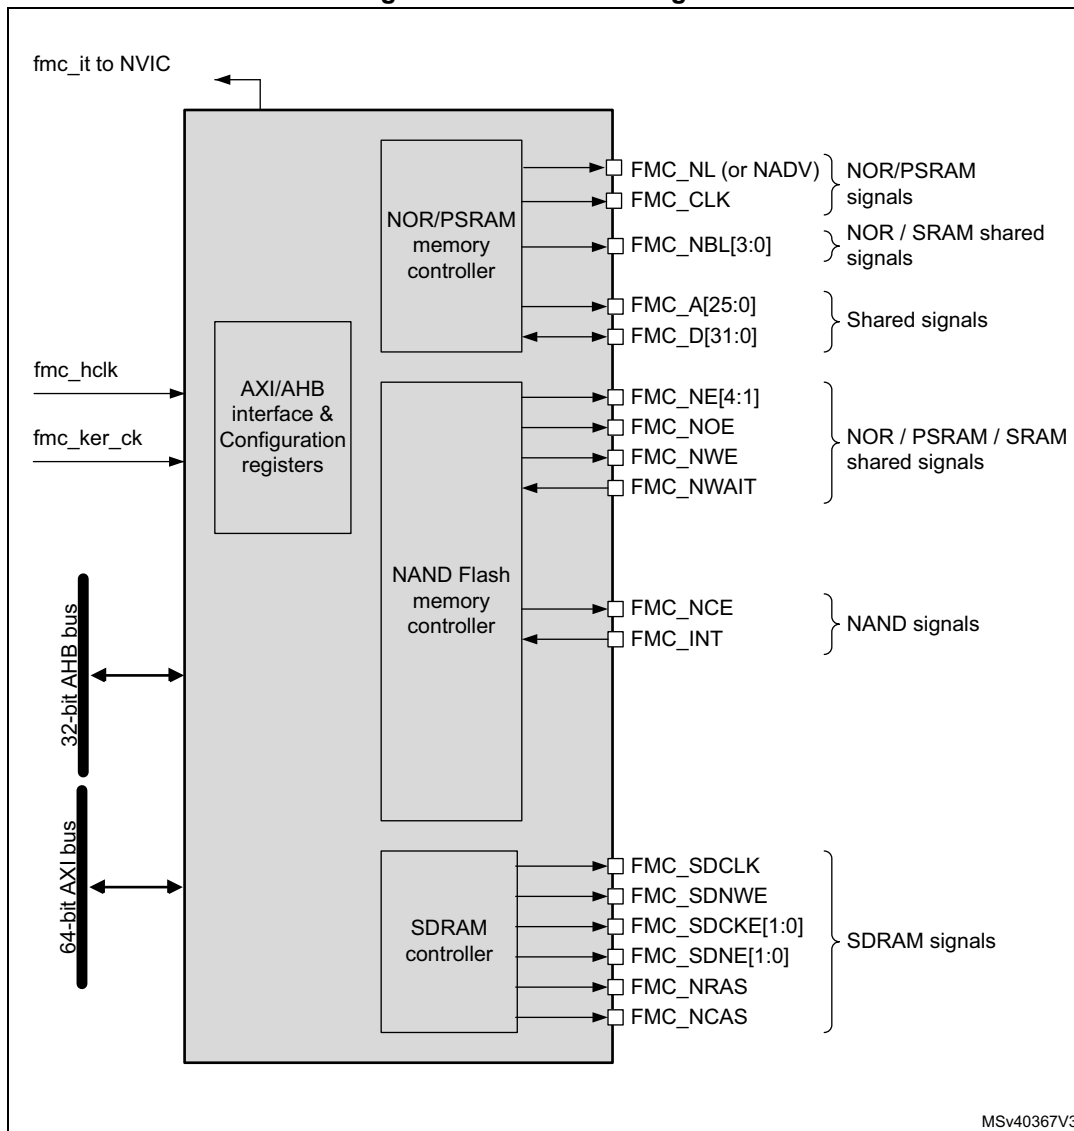 fmc_it to NVIC
NOR/PSRAM
memory
controller
FMC_NL (or NADV)
FMC_CLK
NOR/PSRAM
signals
FMC_NBL[3:0]
NOR / SRAM shared
signals
FMC_A[25:0]
FMC_D[31:0]
Shared signals
fmc_hclk
fmc_ker_ck
AXI/AHB
interface &
Configuration
registers
FMC_NE[4:1]
FMC_NOE
FMC_NWE
FMC_NWAIT
NOR / PSRAM / SRAM
shared signals
NAND Flash
memory
controller
FMC_NCE
FMC_INT
NAND signals
32-bit AHB bus
64-bit AXI bus
SDRAM
controller
FMC_SDCLK
FMC_SDNWE
FMC_SDCKE[1:0]
FMC_SDNE[1:0]
FMC_NRAS
FMC_NCAS
SDRAM signals
MSv40367V3